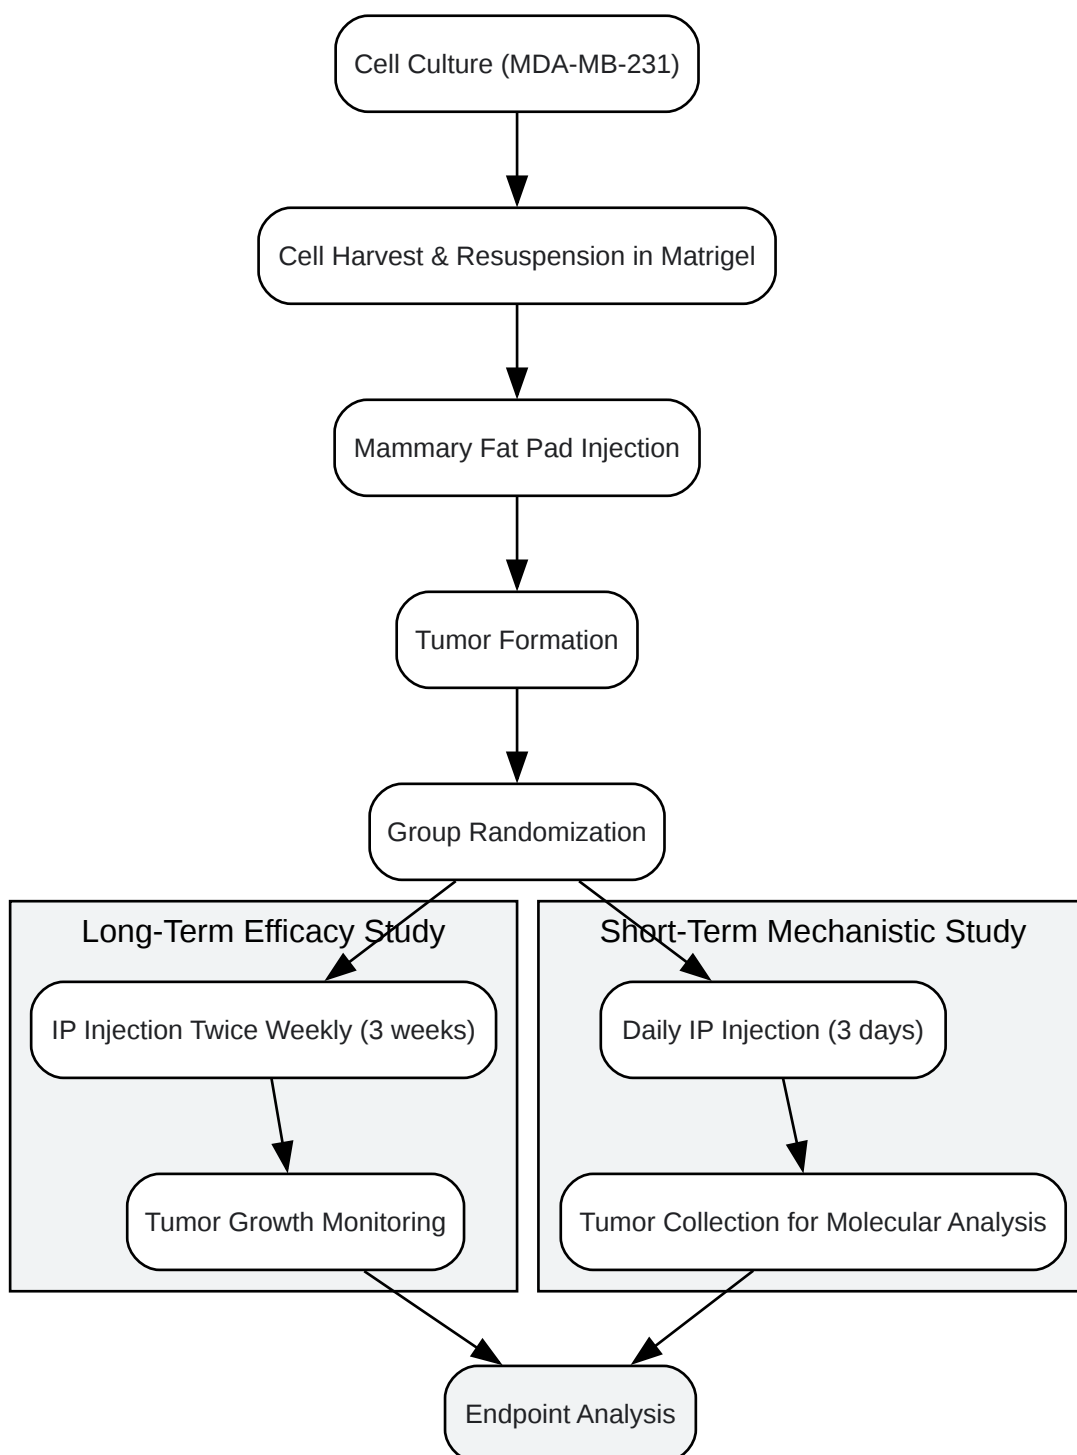 Cell Culture (MDA-MB-231)
Cell Harvest & Resuspension in Matrigel
Mammary Fat Pad Injection
Tumor Formation
Group Randomization
Long-Term Efficacy Study
IP Injection Twice Weekly (3 weeks)
Tumor Growth Monitoring
Short-Term Mechanistic Study
Daily IP Injection (3 days)
Tumor Collection for Molecular Analysis
Endpoint Analysis